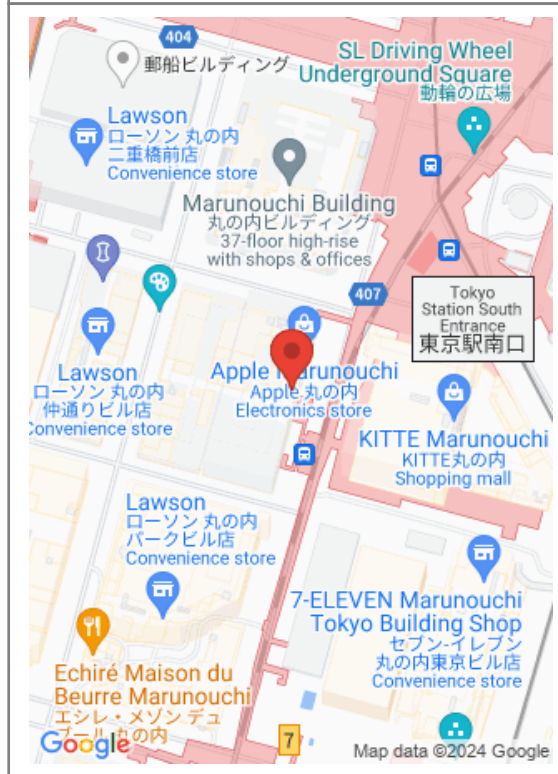 404
郵船ビルディング
SL Driving Wheel
Underground Square
動輪の広場
Lawson
ローソン 丸の内
二重橋前店
Convenience store
Marunouchi Building
丸の内ビルディング
37-floor high-rise
with shops & offices
407
Tokyo
Station South
Entrance
東京駅南口
Lawson
ローソン 丸の内
仲通りビル店
Convenience store
Apple Marunouchi
Apple 丸の内
Electronics store
KITTE Marunouchi
KITTE丸の内
Shopping mall
Lawson
ローソン 丸の内
パークビル店
Convenience store
7-ELEVEN Marunouchi
Tokyo Building Shop
セブン-イレブン
丸の内東京ビル店
Convenience store
Echiré Maison du
Beurre Marunouchi
エシレ・メゾン デュ
ブール 丸の内
Google
7
Map data ©2024 Google